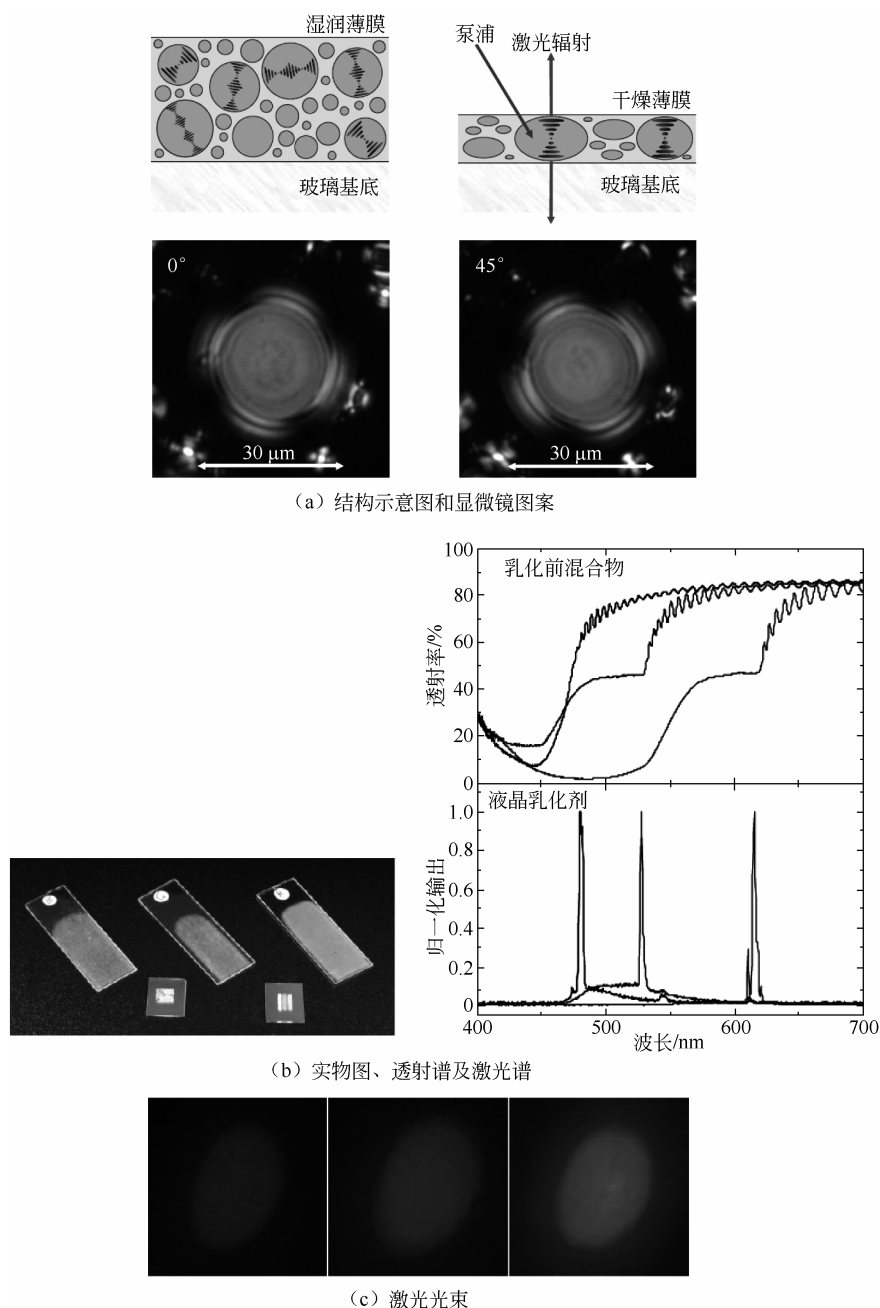 湿润薄膜
玻璃基底
泵浦
激光辐射
干燥薄膜
玻璃基底
0°
30 μm
45°
30 μm
（a）结构示意图和显微镜图案
乳化前混合物
透射率/%
100
80
60
40
20
0
液晶乳化剂
归一化输出
1.0
0.8
0.6
0.4
0.2
0
400
500
600
700
波长/nm
（b）实物图、透射谱及激光谱
（c）激光光束